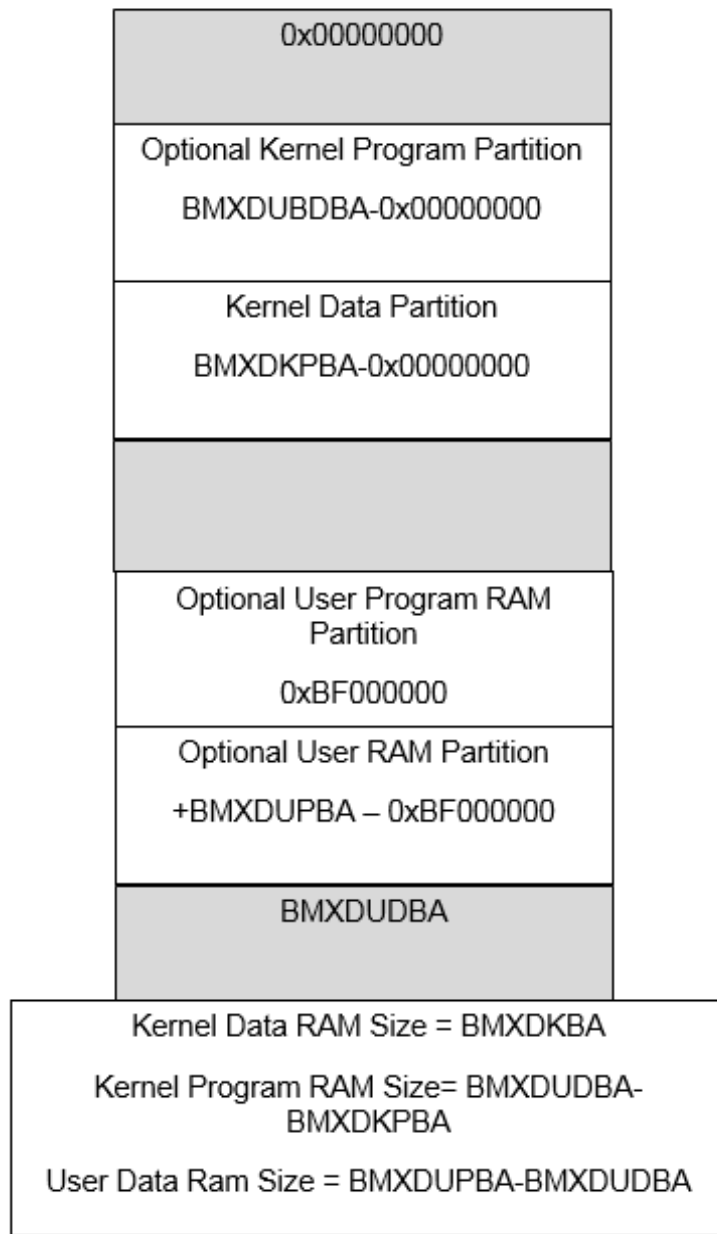 0x00000000
Optional Kernel Program Partition
BMXDUBDBA-0x00000000
Kernel Data Partition
BMXDKPBA-0x00000000
Optional User Program RAM
Partition
0xBF000000
Optional User RAM Partition
+BMXDUPBA – 0xBF000000
BMXDUDBA
Kernel Data RAM Size = BMXDKBA
Kernel Program RAM Size= BMXDUDBA-
BMXDKPBA
User Data Ram Size = BMXDUPBA-BMXDUDBA